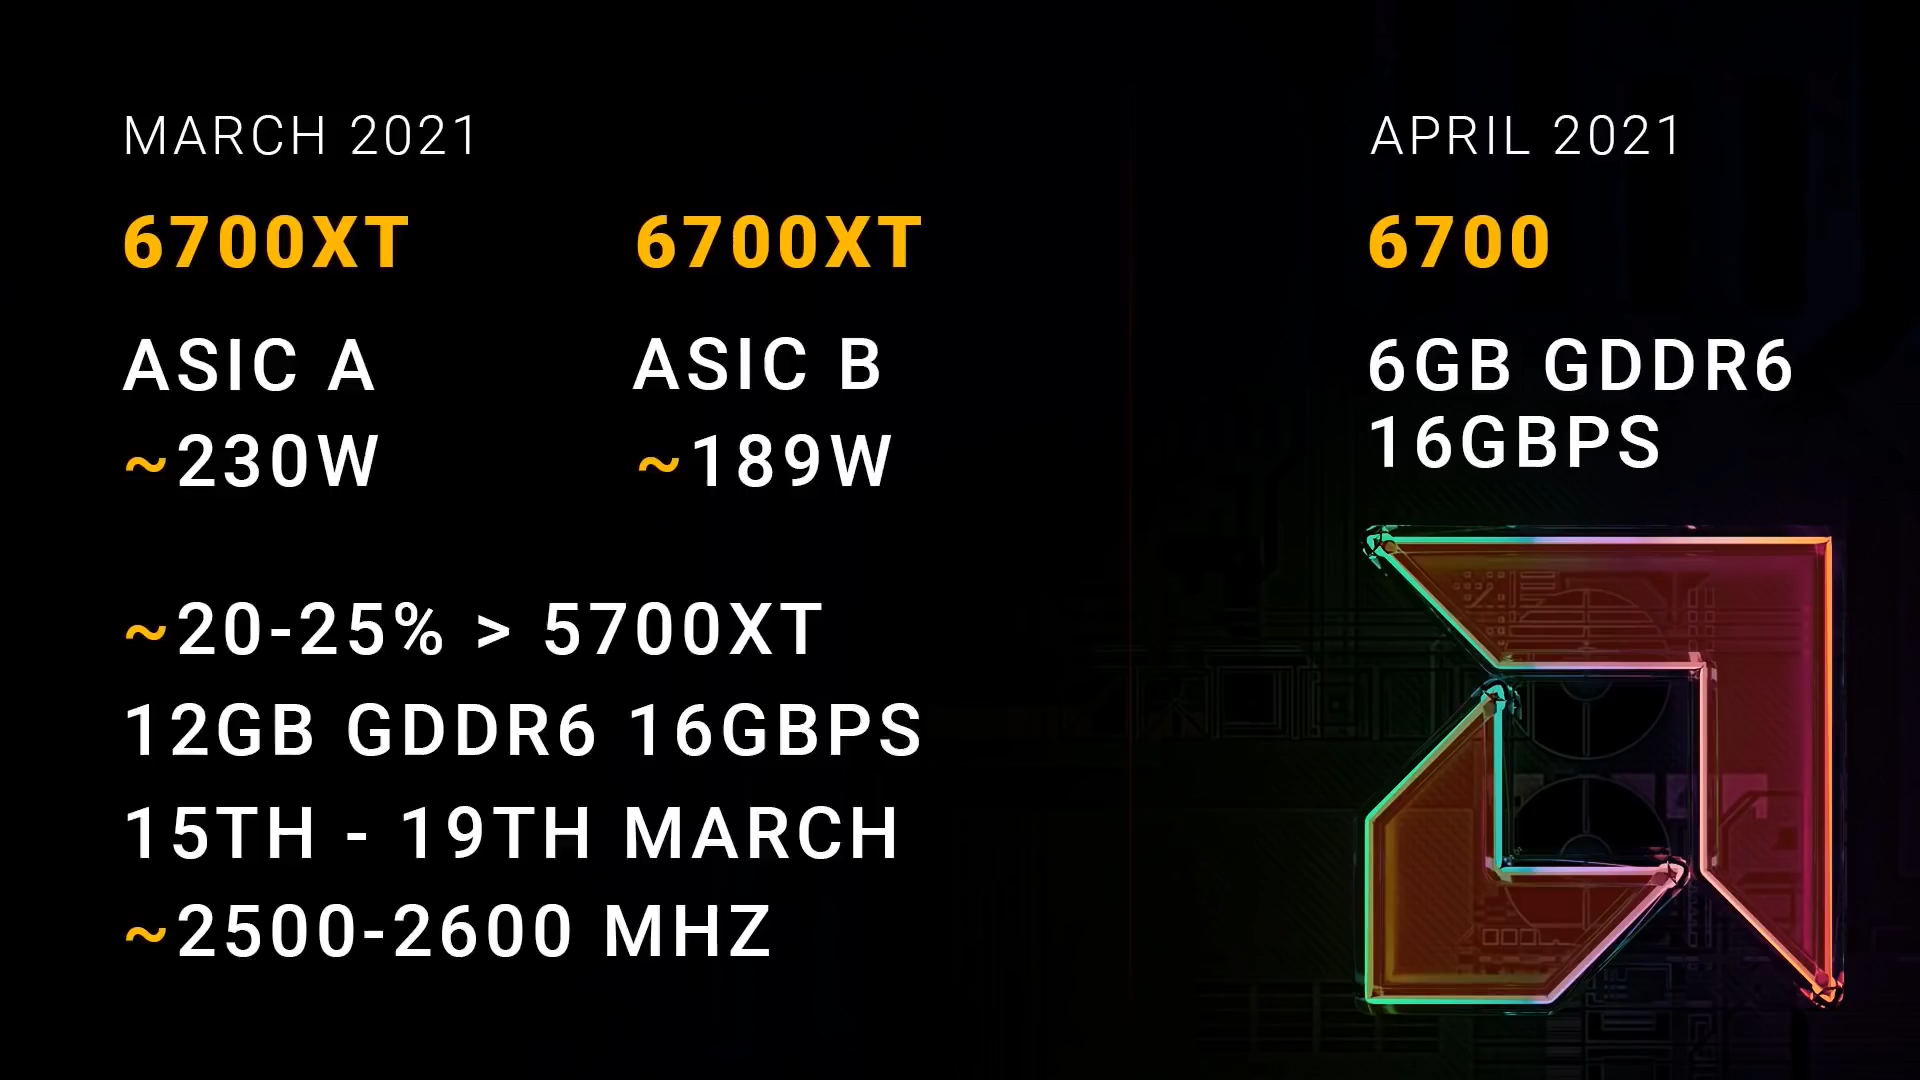 MARCH 2021
6700XT
ASIC A
~230W
6700XT
ASIC B
~189W
~20-25% > 5700XT
12GB GDDR6 16GBPS
15TH - 19TH MARCH
~2500-2600 MHZ
APRIL 2021
6700
6GB GDDR6
16GBPS